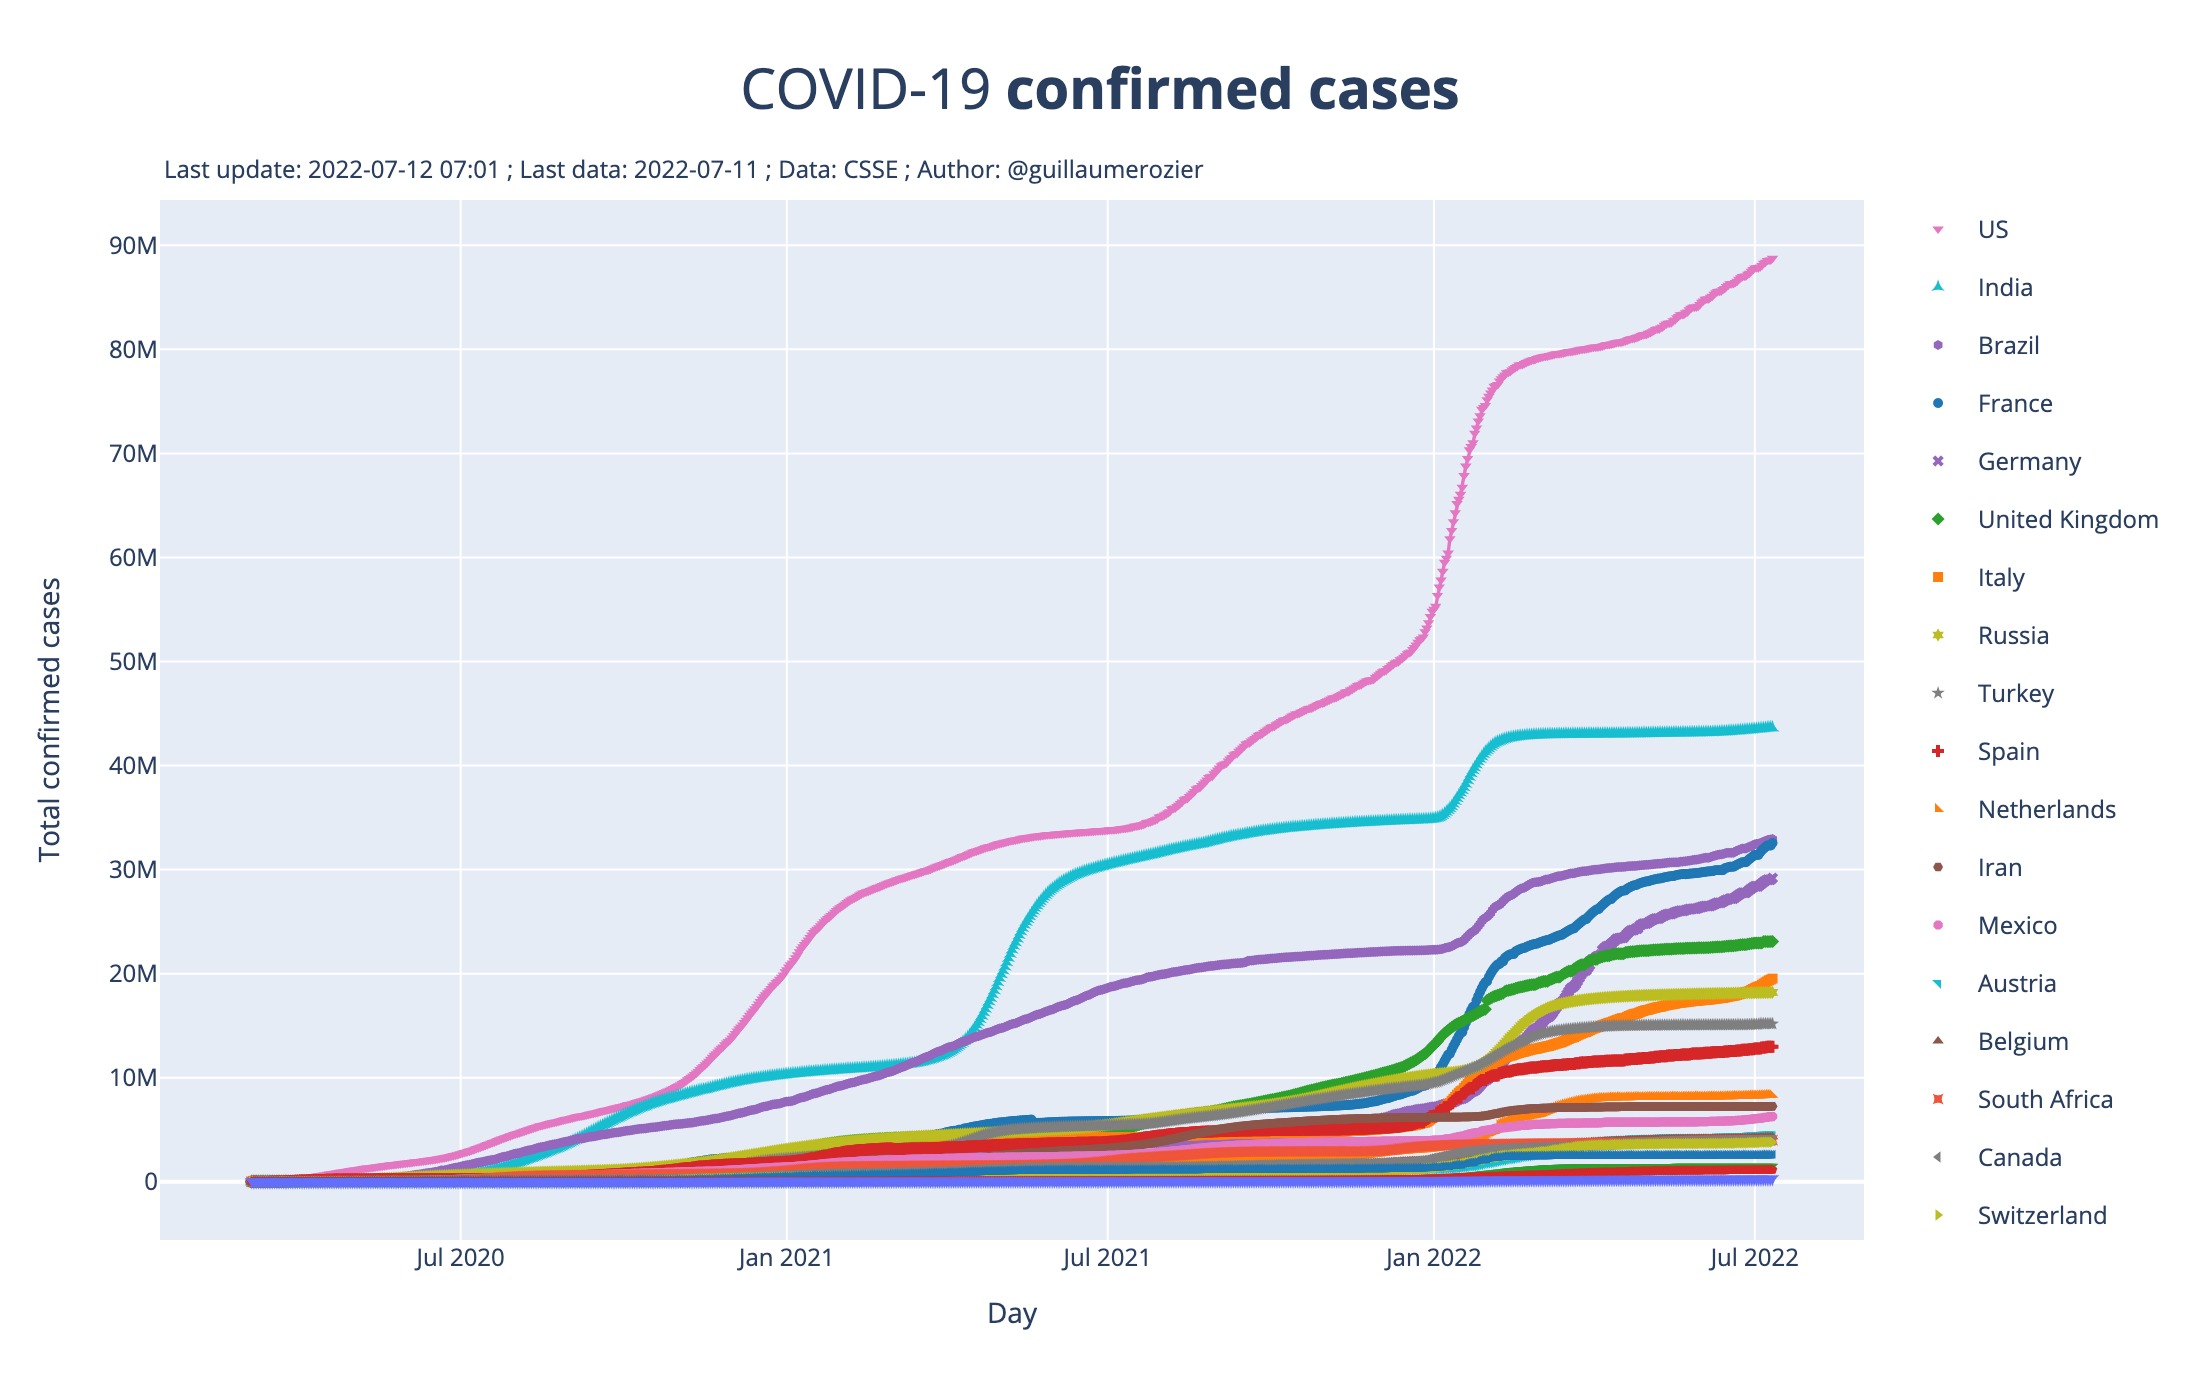 COVID-19 confirmed cases
Last update: 2022-07-12 07:01 ; Last data: 2022-07-11 ; Data: CSSE ; Author: @guillaumerozier
90M
80M
70M
60M
50M
40M
30M
20M
10M
0
Total confirmed cases
Jul 2020
Jan 2021
Jul 2021
Jan 2022
Jul 2022
Day
US
India
Brazil
France
Germany
United Kingdom
Italy
Russia
Turkey
Spain
Netherlands
Iran
Mexico
Austria
Belgium
South Africa
Canada
Switzerland